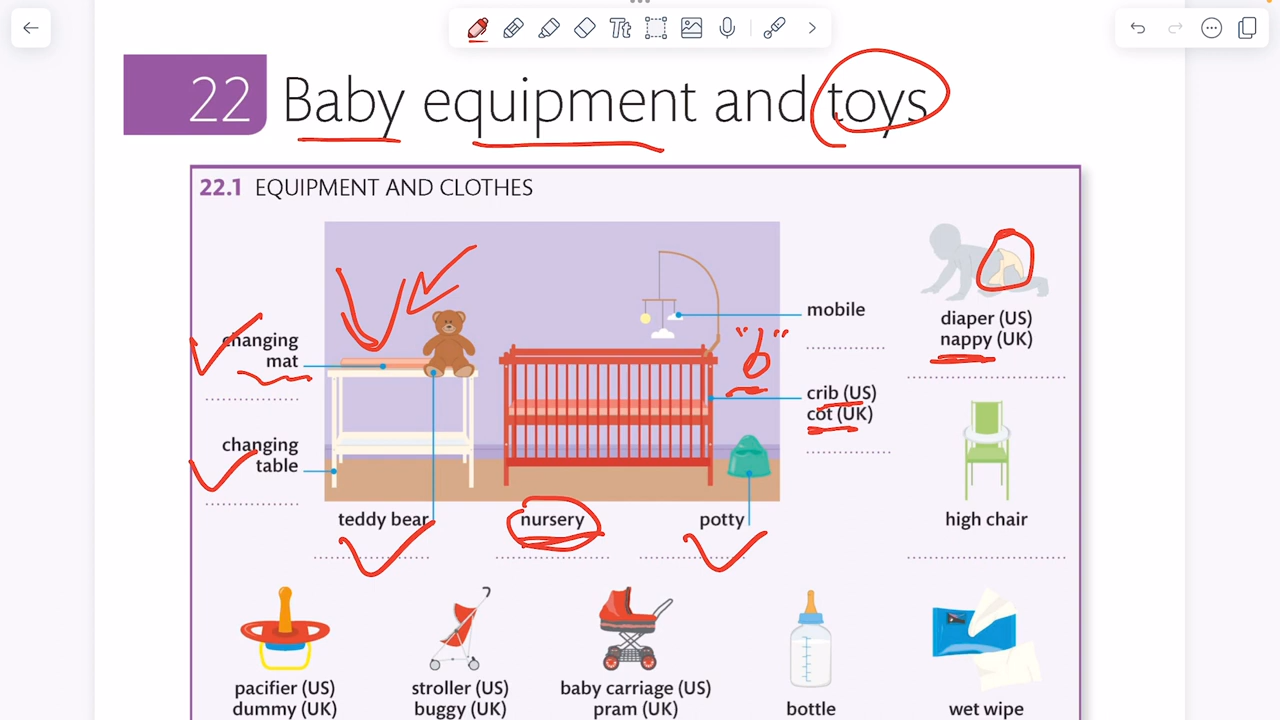 Tt
22 Baby equipment and toys
22.1 EQUIPMENT AND CLOTHES
changing
mat
changing
table
teddy bear
nursery
potty
mobile
"b"
crib (US)
cot (UK)
diaper (US)
nappy (UK)
high chair
pacifier (US)
dummy (UK)
stroller (US)
buggy (UK)
baby carriage (US)
pram (UK)
bottle
wet wipe